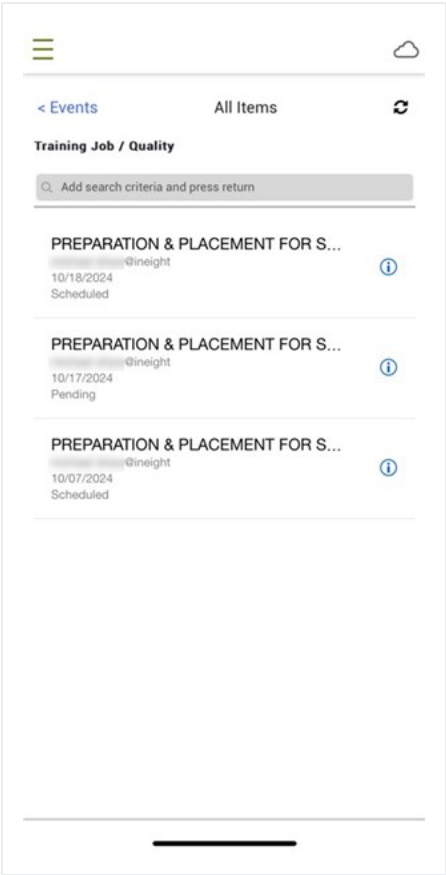 < Events All Items
Training Job / Quality
Add search criteria and press return
PREPARATION & PLACEMENT FOR S...
@ineight
10/18/2024
Scheduled
PREPARATION & PLACEMENT FOR S...
@ineight
10/17/2024
Pending
PREPARATION & PLACEMENT FOR S...
@ineight
10/07/2024
Scheduled